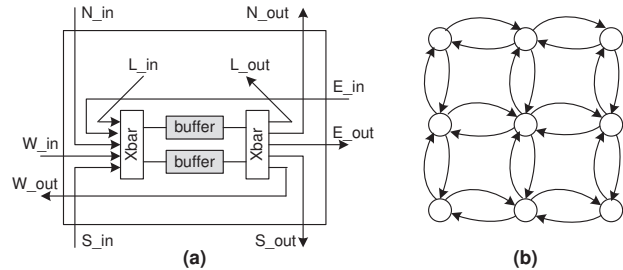 N_in
N_out
L_in
L_out
E_in
Xbar
buffer
Xbar
E_out
W_in
buffer
W_out
S_in
S_out
(a)
(b)